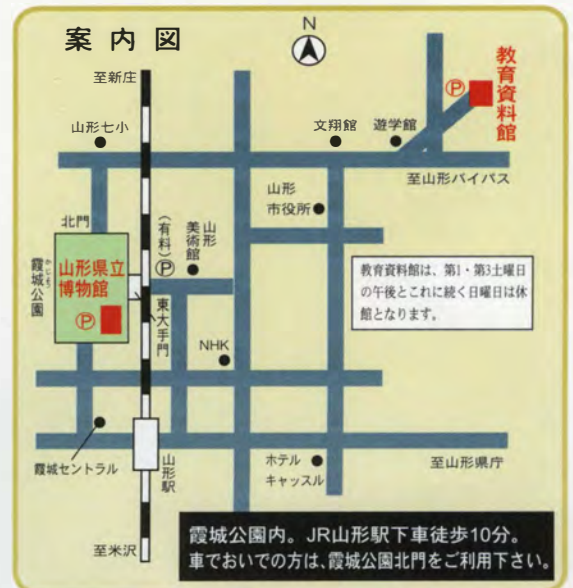 案内図
N
至新庄
山形七小
文翔館
遊学館
Ⓟ
教育資料館
至山形バイパス
北門
霞城公園
かじょう
山形県立
博物館
Ⓟ
(有料)Ⓟ
山形
美術館
東大手門
山形
市役所
教育資料館は、第1・第3土曜日
の午後とこれに続く日曜日は休
館となります。
NHK
霞城セントラル
山形駅
ホテル
キャッスル
至山形県庁
至米沢
霞城公園内。JR山形駅下車徒歩10分。
車でおいでの方は、霞城公園北門をご利用下さい。